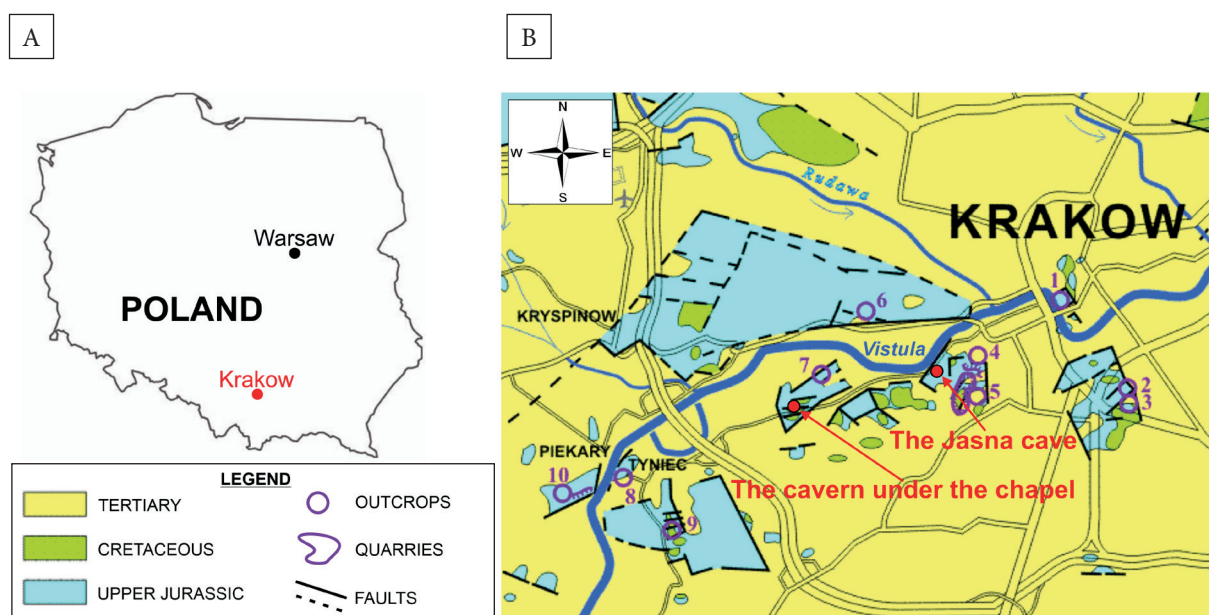 A
B
Warsaw
POLAND
Krakow
LEGEND
TERTIARY
OUTCROPS
CRETACEOUS
QUARRIES
UPPER JURASSIC
FAULTS
N
W
E
S
Rudawa
KRAKOW
1
6
KRYSPINOW
Vistula
4
7
2
5
3
The Jasna cave
PIEKARY
TYNIEC
The cavern under the chapel
10
8
9